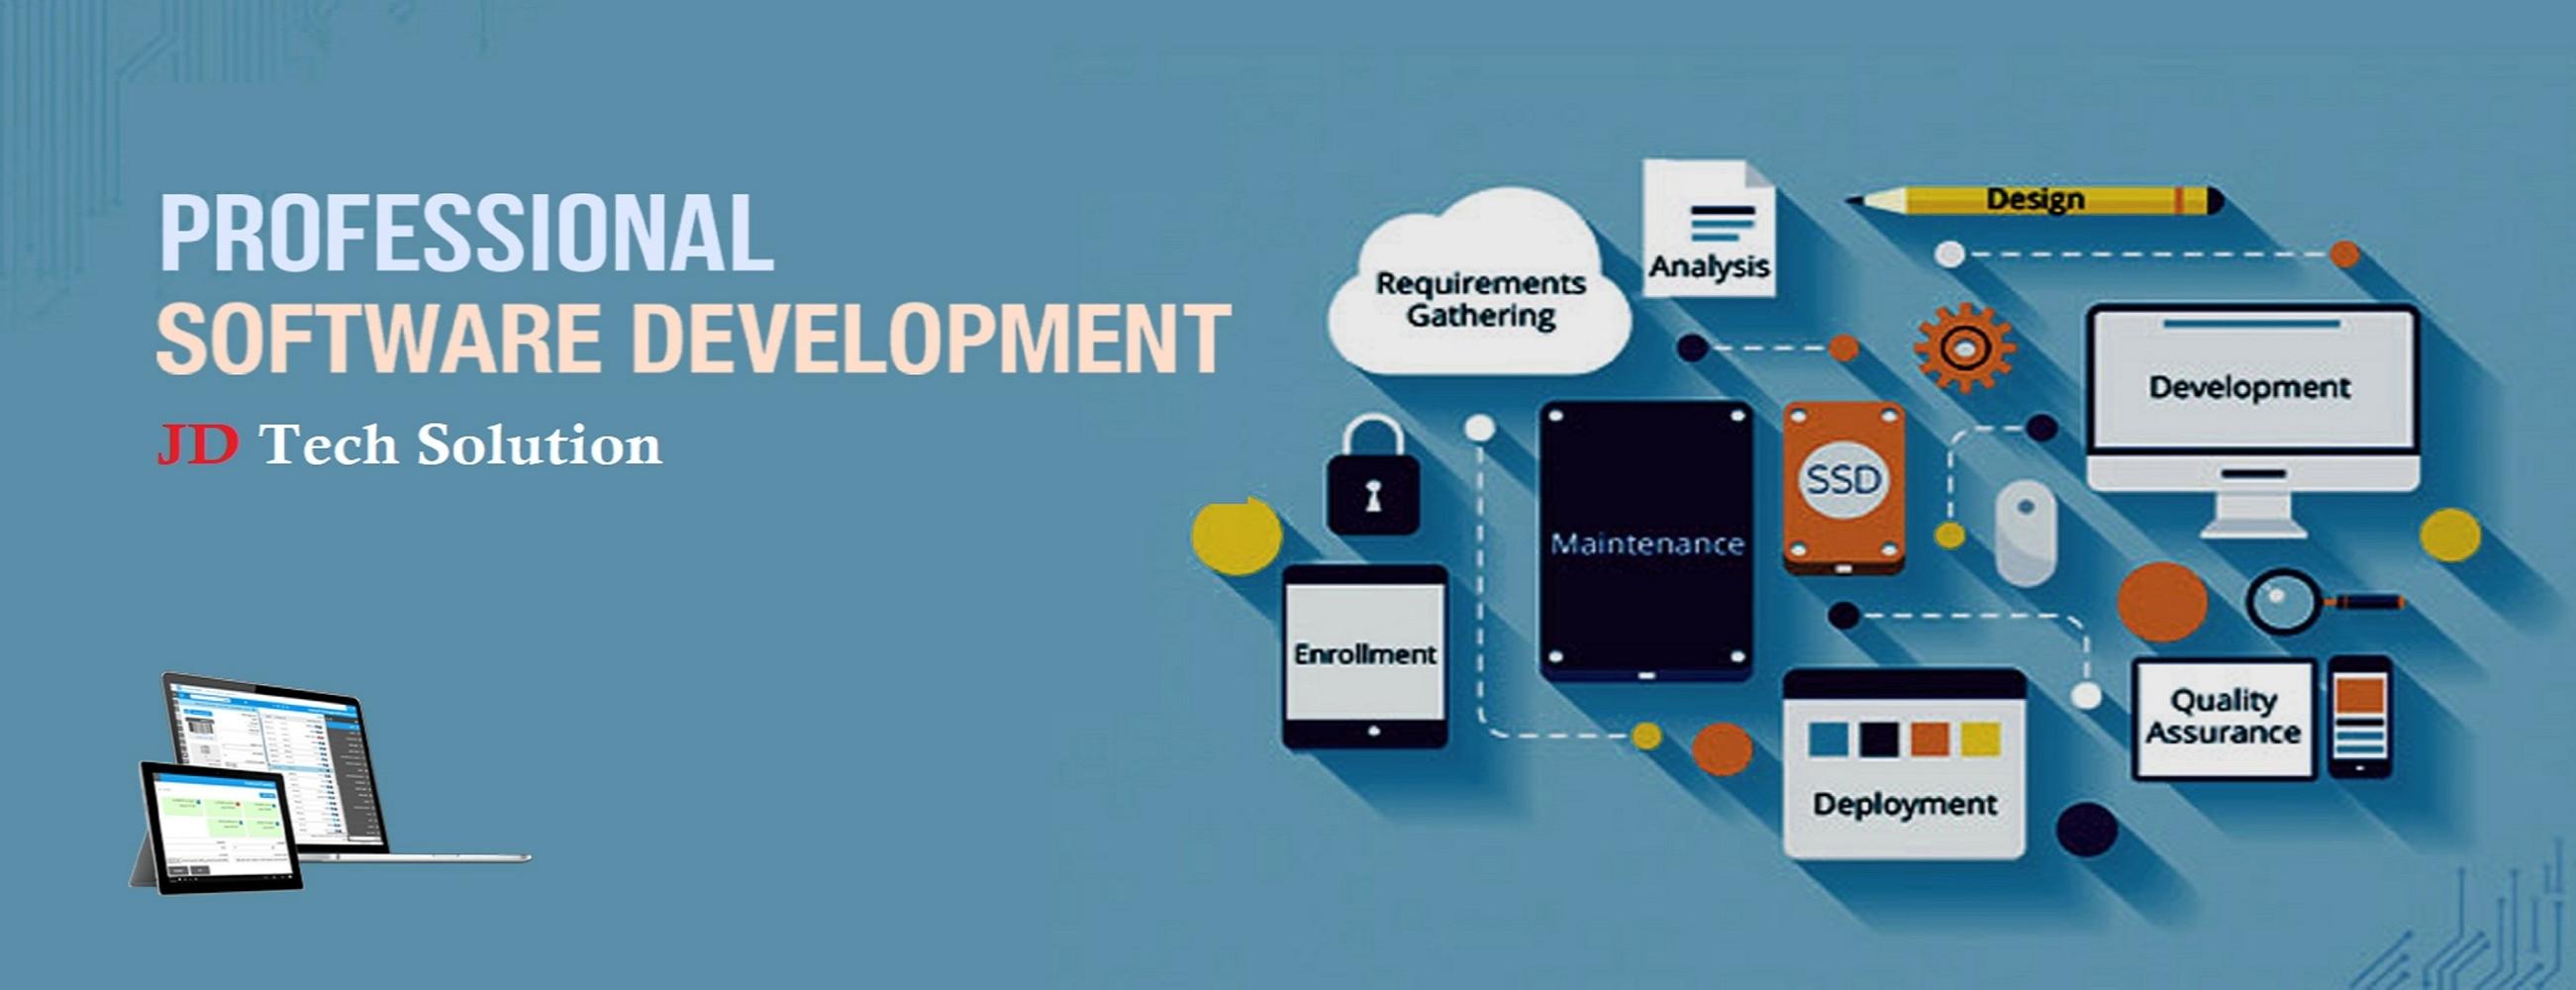 PROFESSIONAL
SOFTWARE DEVELOPMENT
JD Tech Solution
Requirements
Gathering
Analysis
Design
Development
SSD
Maintenance
Enrollment
Deployment
Quality
Assurance